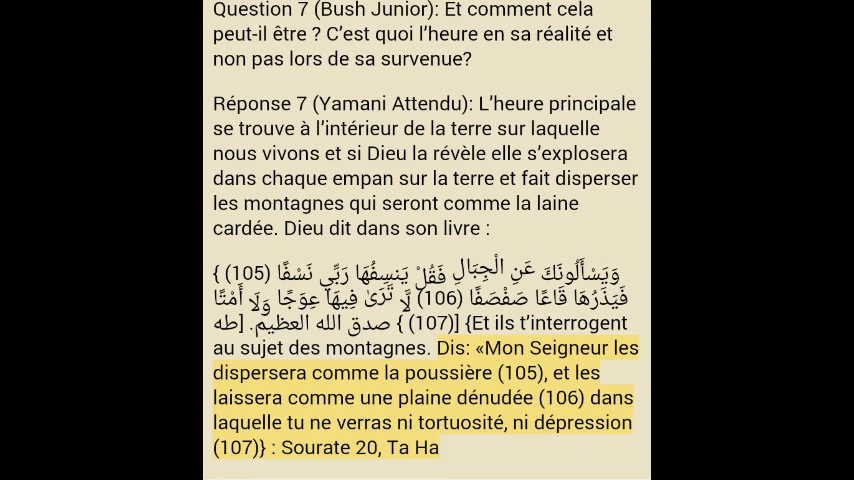 Question 7 (Bush Junior): Et comment cela
peut-il être ? C’est quoi l’heure en sa réalité et
non pas lors de sa survenue?
Réponse 7 (Yamani Attendu): L’heure principale
se trouve à l’intérieur de la terre sur laquelle
nous vivons et si Dieu la révèle elle s’explosera
dans chaque empan sur la terre et fait disperser
les montagnes qui seront comme la laine
cardée. Dieu dit dans son livre :
{ (105) وَيَسْأَلُونَكَ عَنِ الْجِبَالِ فَقُلْ يَنسِفُهَا رَبِّي نَسْفًا
فَيَذَرُهَا قَاعًا صَفْصَفًا (106) لَّا تَرَىٰ فِيهَا عِوَجًا وَلَا أَمْتًا
(107)} صدق الله العظيم. [طه] {Et ils t’interrogent
au sujet des montagnes. Dis: «Mon Seigneur les
dispersera comme la poussière (105), et les
laissera comme une plaine dénudée (106) dans
laquelle tu ne verras ni tortuosité, ni dépression
(107)} : Sourate 20, Ta Ha